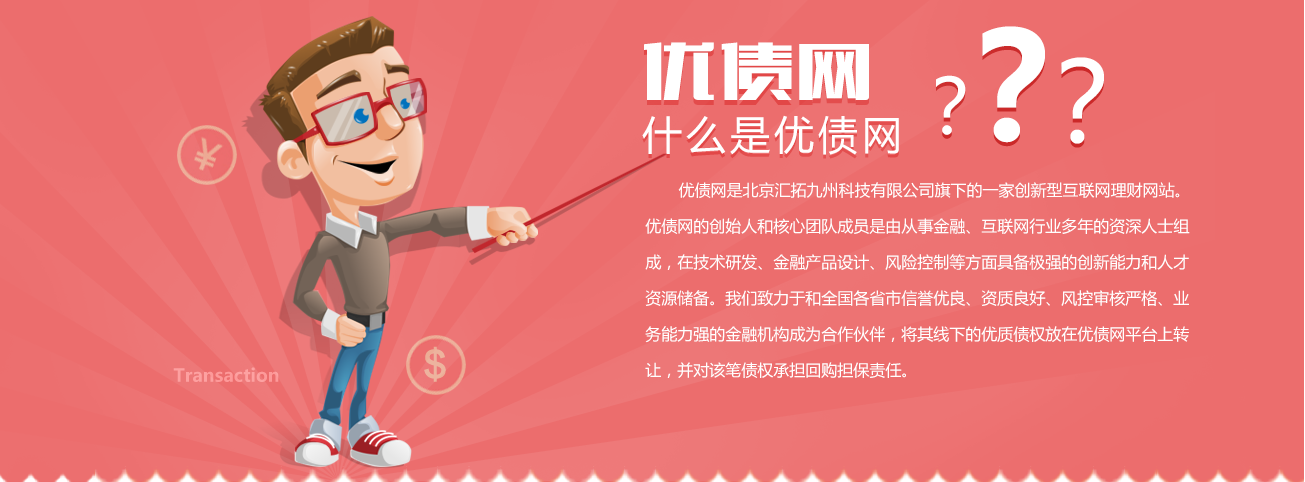 优债网
什么是优债网
? ? ?
优债网是北京汇拓九州科技有限公司旗下的一家创新型互联网理财网站。
优债网的创始人和核心团队成员是由从事金融、互联网行业多年的资深人士组
成，在技术研发、金融产品设计、风险控制等方面具备极强的创新能力和人才
资源储备。我们致力于和全国各省市信誉优良、资质良好、风控审核严格、业
务能力强的金融机构成为合作伙伴，将其线下的优质债权放在优债网平台上转
让，并对该笔债权承担回购担保责任。
¥
$
Transaction